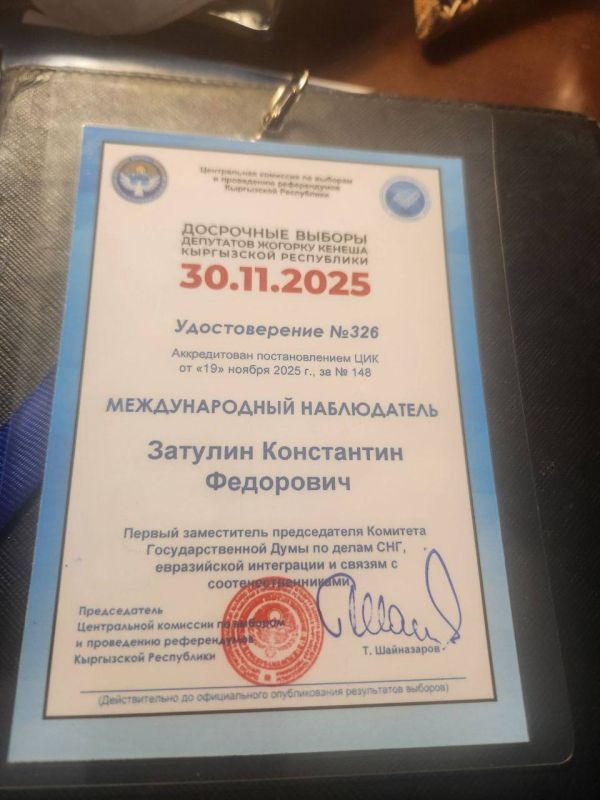 Центральная комиссия по выборам
и проведению референдумов
Кыргызской Республики
ДОСРОЧНЫЕ ВЫБОРЫ
ДЕПУТАТОВ ЖОГОРКУ КЕНЕША
КЫРГЫЗСКОЙ РЕСПУБЛИКИ
30.11.2025
Удостоверение №326
Аккредитован постановлением ЦИК
от «19» ноября 2025 г., за № 148
МЕЖДУНАРОДНЫЙ НАБЛЮДАТЕЛЬ
Затулин Константин
Федорович
Первый заместитель председателя Комитета
Государственной Думы по делам СНГ,
евразийской интеграции и связям с
соотечественниками
Председатель
Центральной комиссии по выборам
и проведению референдумов
Кыргызской Республики
Т. Шайназаров
(Действительно до официального опубликования результатов выборов)